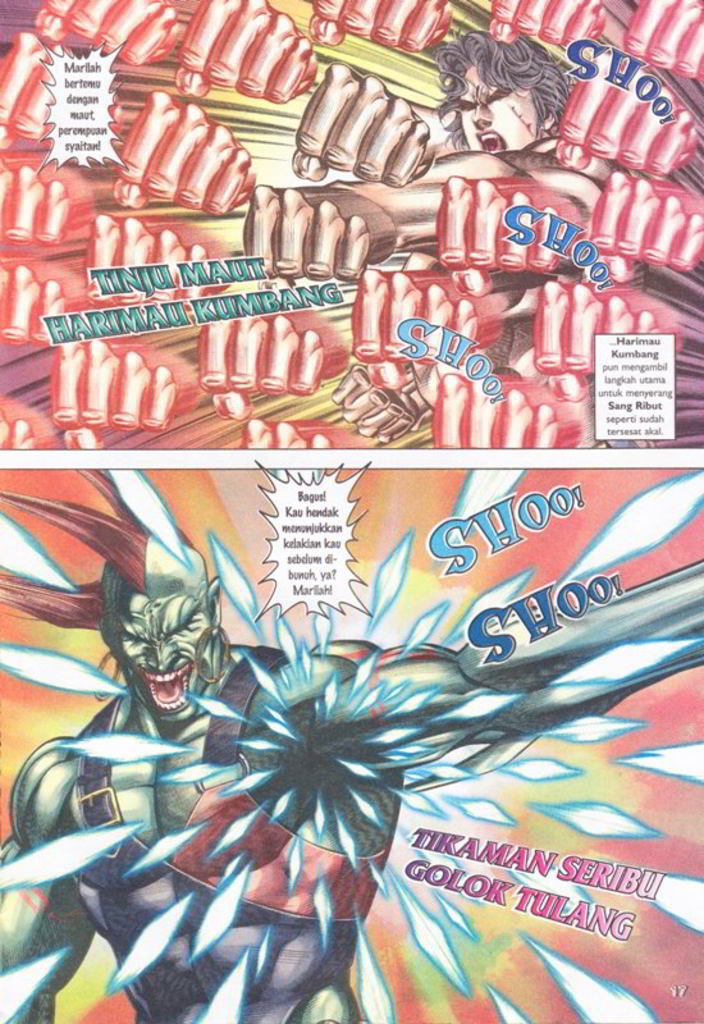 Marilah
bertemu
dengan
maut,
perempuan
syaitan!
SHOO!
SHOO!
TINJU MAUT
HARIMAU KUMBANG
SHOO!
...Harimau
Kumbang
pun mengambil
langkah utama
untuk menyerang
Sang Ribut
seperti sudah
tersesat akal.
Bagus!
Kau hendak
menunjukkan
kelakian kau
sebelum di-
bunuh, ya?
Marilah!
SHOO!
SHOO!
TIKAMAN SERIBU
GOLOK TULANG
17